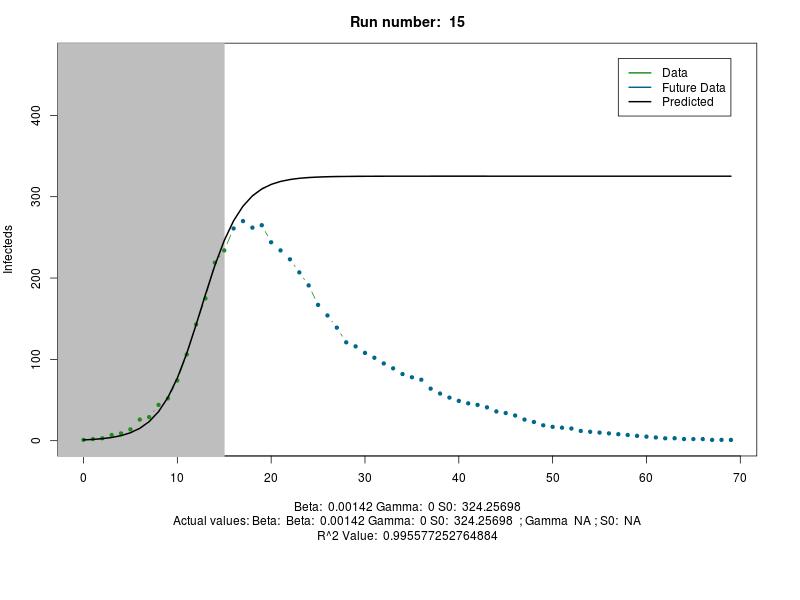 Run number: 15
Data
Future Data
Predicted
Infecteds
400
300
200
100
0
0 10 20 30 40 50 60 70
Beta: 0.00142 Gamma: 0 S0: 324.25698
Actual values: Beta: Beta: 0.00142 Gamma: 0 S0: 324.25698 ; Gamma NA ; S0: NA
R^2 Value: 0.995577252764884